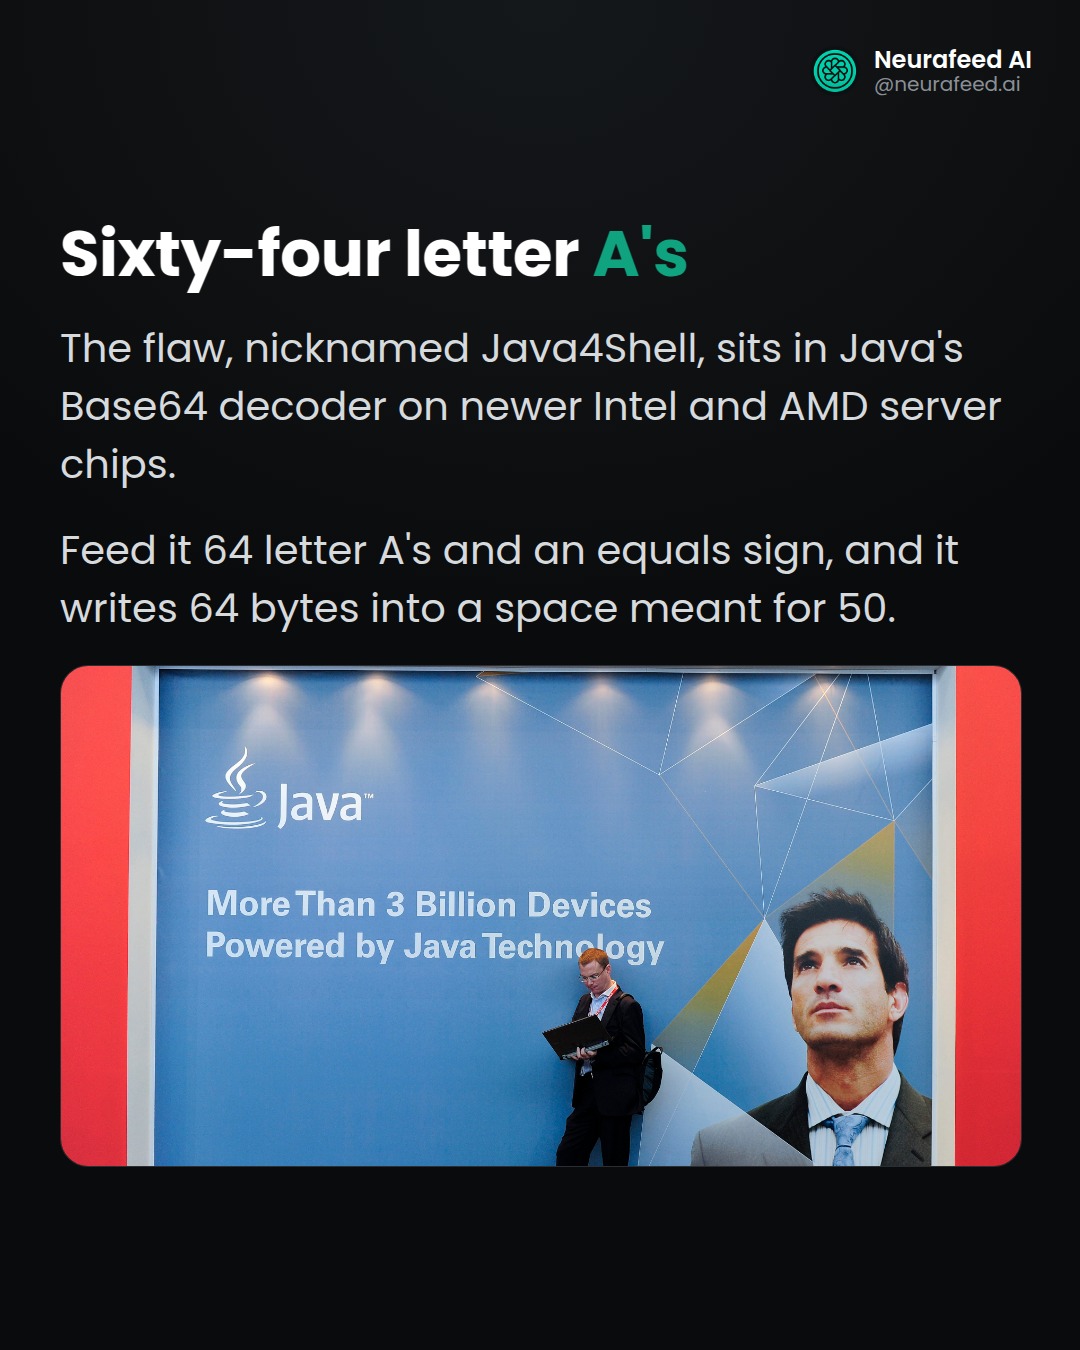 Neurafeed AI
@neurafeed.ai
Sixty-four letter A's
The flaw, nicknamed Java4Shell, sits in Java's
Base64 decoder on newer Intel and AMD server
chips.
Feed it 64 letter A's and an equals sign, and it
writes 64 bytes into a space meant for 50.
Java™
More Than 3 Billion Devices
Powered by Java Technology